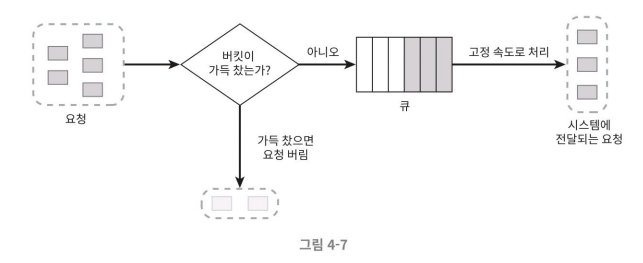 버킷이
가득 찼는가?
아니오
고정 속도로 처리
요청
큐
시스템에
전달되는 요청
가득 찼으면
요청 버림
그림 4-7